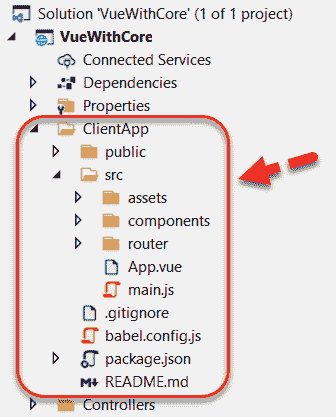 Solution 'VueWithCore' (1 of 1 project)
VueWithCore
Connected Services
Dependencies
Properties
ClientApp
public
src
assets
components
router
App.vue
main.js
.gitignore
babel.config.js
package.json
README.md
Controllers